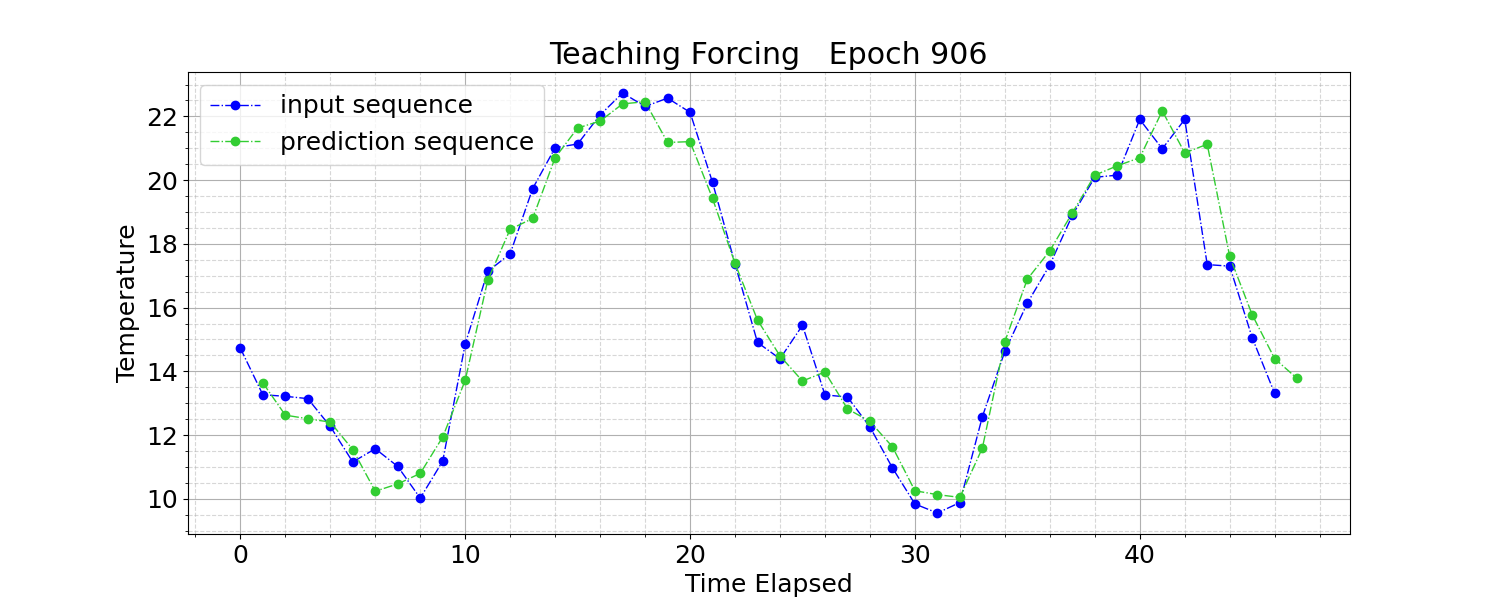 Teaching Forcing   Epoch 906
input sequence
prediction sequence
22
20
18
16
14
12
10
Temperature
0 10 20 30 40
Time Elapsed